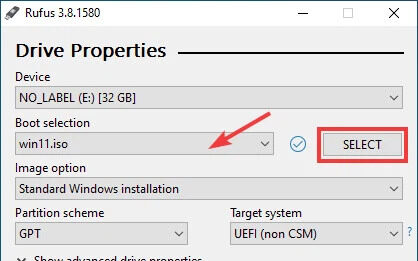 Rufus 3.8.1580
Drive Properties
Device
NO_LABEL (E:) [32 GB]
Boot selection
win11.iso
SELECT
Image option
Standard Windows installation
Partition scheme
Target system
GPT
UEFI (non CSM)
?
Show advanced drive properties